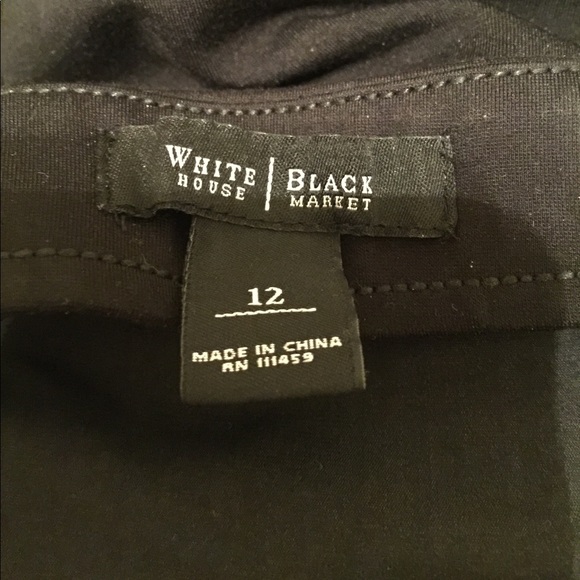 WHITE | BLACK
HOUSE | MARKET
12
MADE IN CHINA
RN 111459